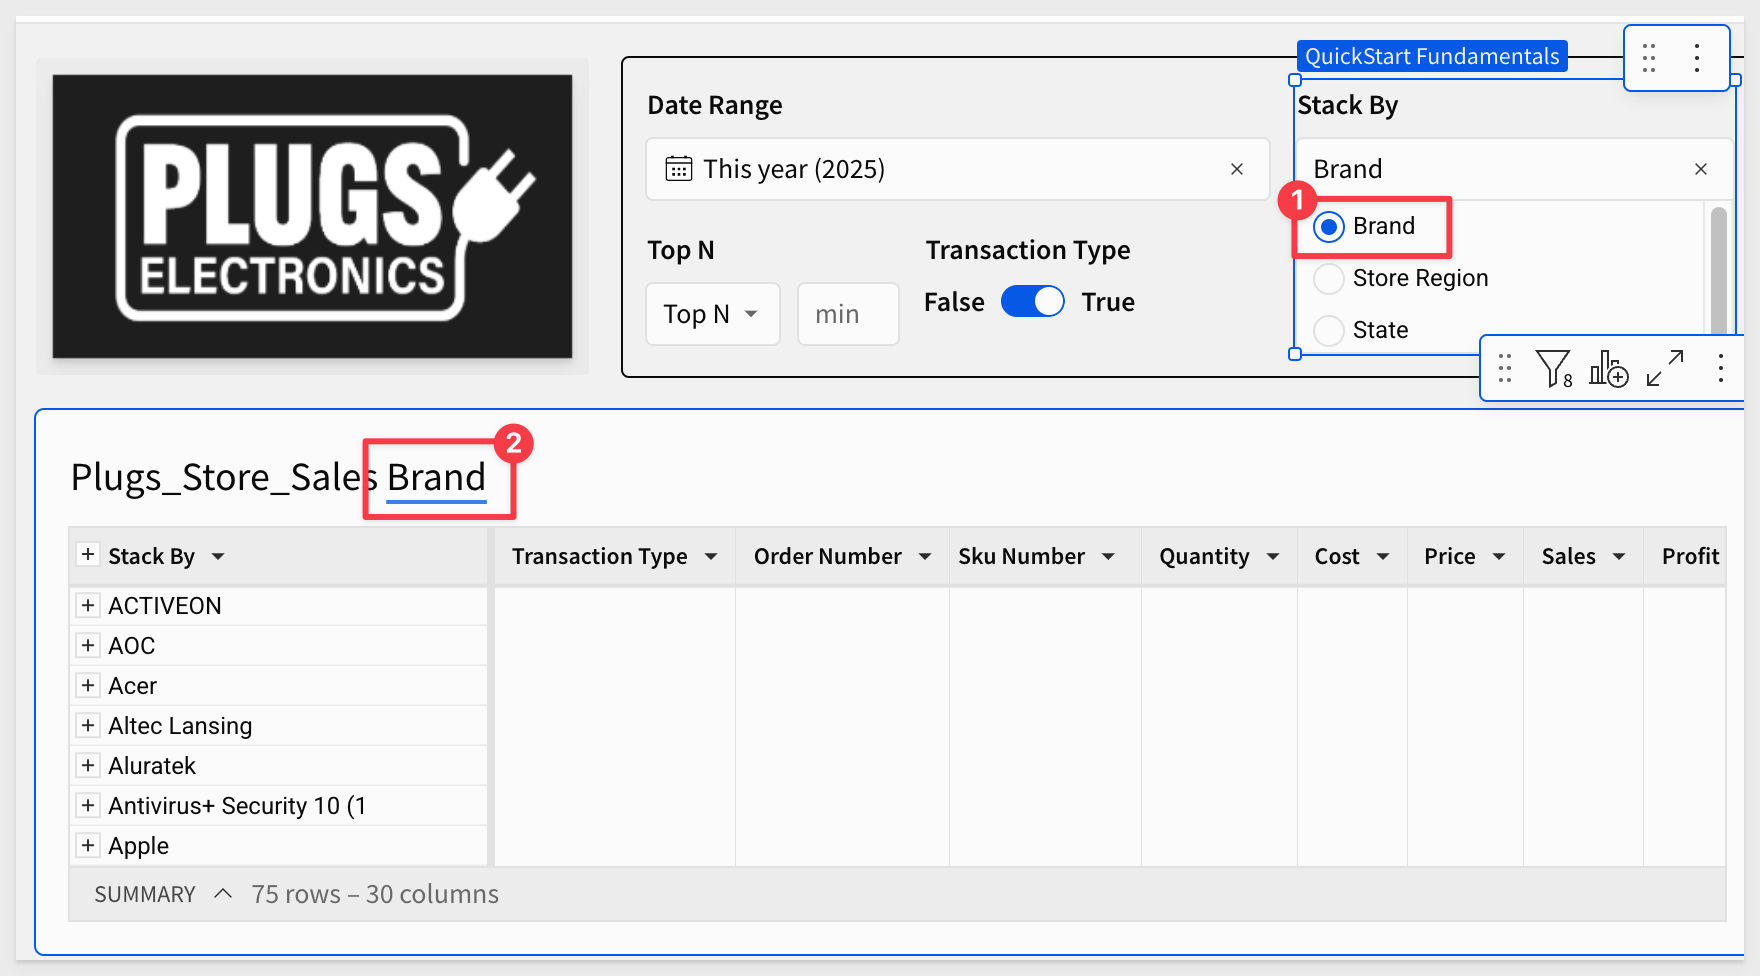 PLUGS
ELECTRONICS
QuickStart Fundamentals
Date Range
This year (2025)
Stack By
Brand
1
Brand
Store Region
State
Top N
Top N
min
Transaction Type
False
True
8
Plugs_Store_Sales Brand
2
Stack By
Transaction Type
Order Number
Sku Number
Quantity
Cost
Price
Sales
Profit
ACTIVEON
AOC
Acer
Altec Lansing
Aluratek
Antivirus+ Security 10 (1
Apple
SUMMARY
75 rows – 30 columns